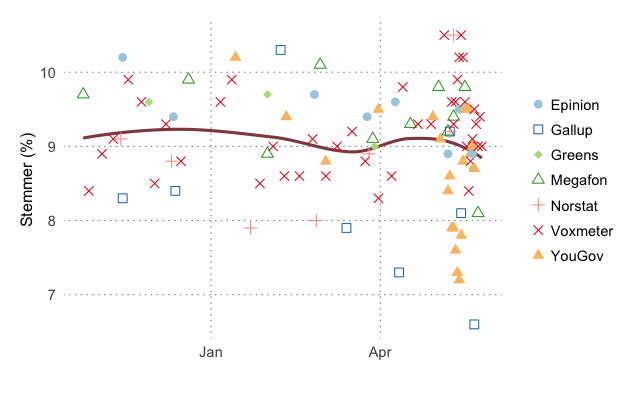 Stemmer (%)
10
9
8
7
Jan
Apr
Epinion
Gallup
Greens
Megafon
Norstat
Voxmeter
YouGov